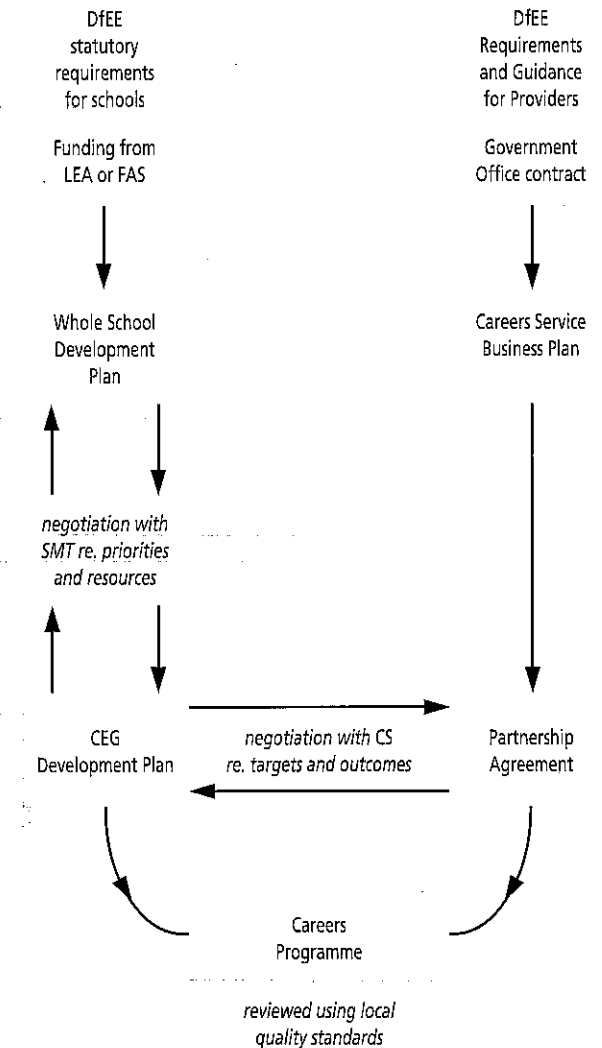 DfEE
statutory
requirements
for schools
Funding from
LEA or FAS
DfEE
Requirements
and Guidance
for Providers
Government
Office contract
Whole School
Development
Plan
Careers Service
Business Plan
negotiation with
SMT re. priorities
and resources
CEG
Development Plan
negotiation with CS
re. targets and outcomes
Partnership
Agreement
Careers
Programme
reviewed using local
quality standards